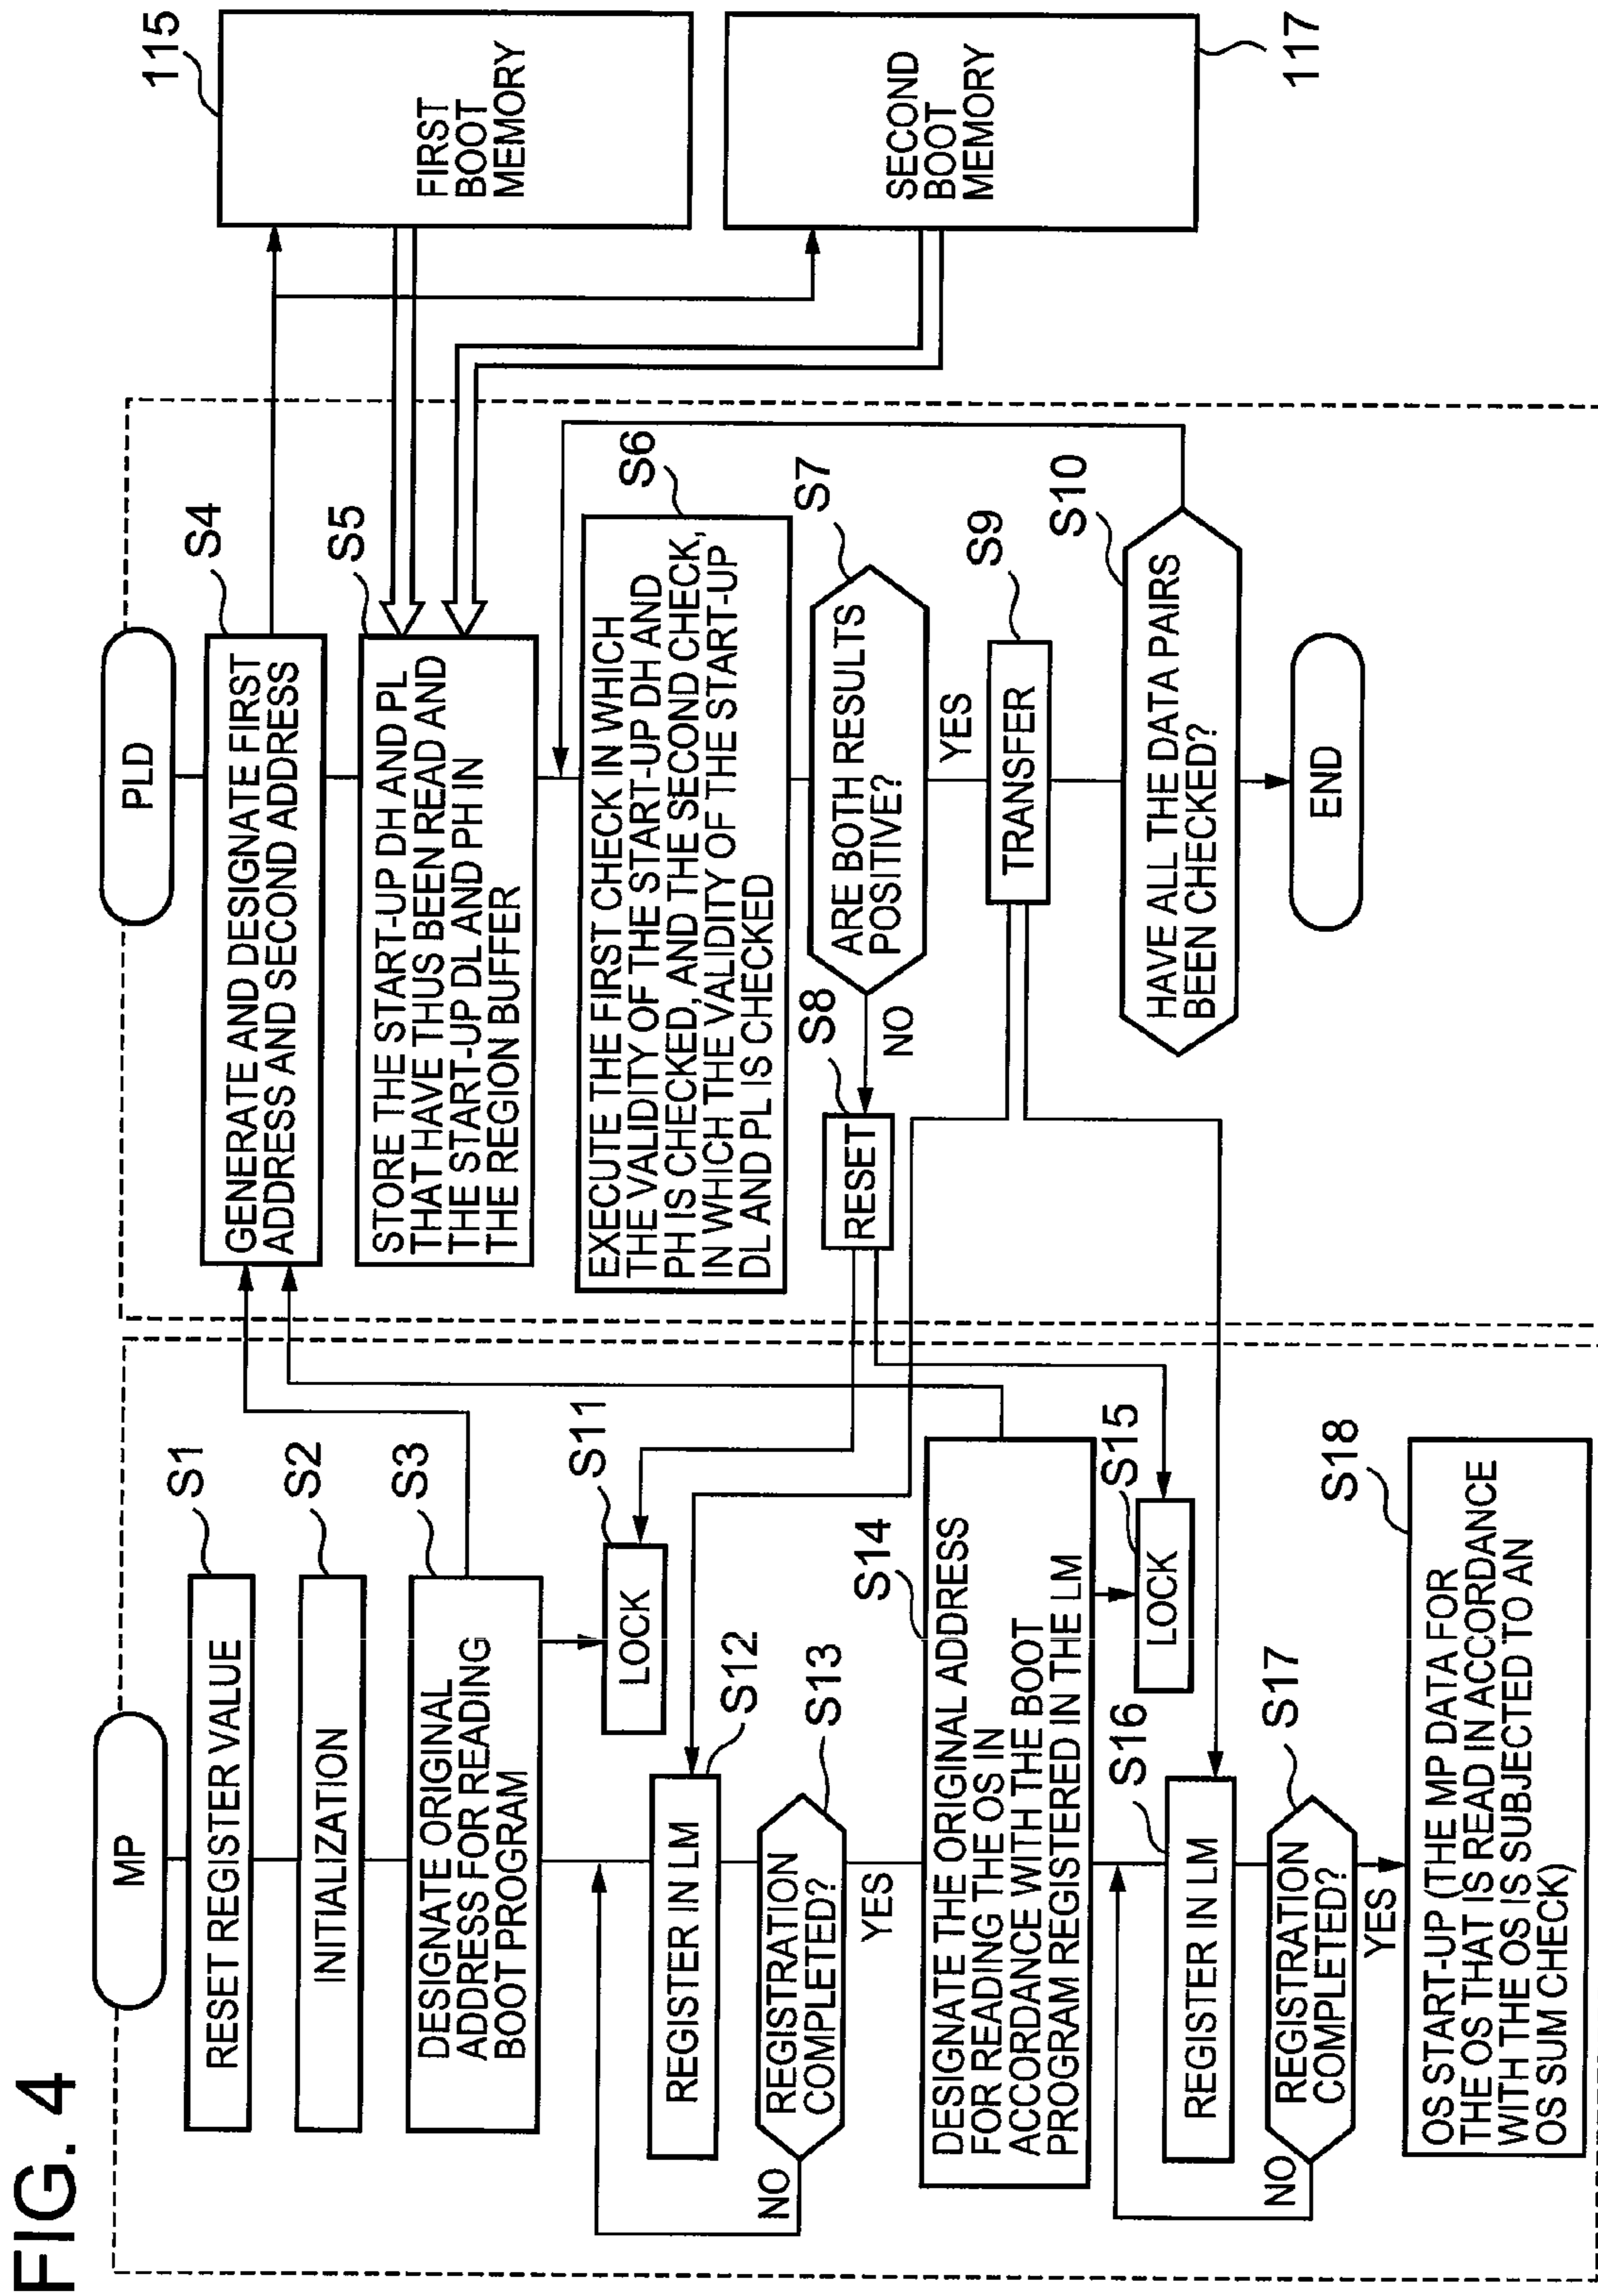 FIG. 4
MP
RESET REGISTER VALUE
S1
INITIALIZATION
S2
DESIGNATE ORIGINAL
ADDRESS FOR READING
BOOT PROGRAM
S3
LOCK
S11
REGISTER IN LM
S12
REGISTRATION
COMPLETED?
S13
NO
YES
DESIGNATE THE ORIGINAL ADDRESS
FOR READING THE OS IN
ACCORDANCE WITH THE BOOT
PROGRAM REGISTERED IN THE LM
S14
LOCK
S15
REGISTER IN LM
S16
REGISTRATION
COMPLETED?
S17
NO
YES
OS START-UP (THE MP DATA FOR
THE OS THAT IS READ IN ACCORDANCE
WITH THE OS IS SUBJECTED TO AN
OS SUM CHECK)
S18
PLD
GENERATE AND DESIGNATE FIRST
ADDRESS AND SECOND ADDRESS
S4
STORE THE START-UP DH AND PL
THAT HAVE THUS BEEN READ AND
THE START-UP DL AND PH IN
THE REGION BUFFER
S5
EXECUTE THE FIRST CHECK IN WHICH
THE VALIDITY OF THE START-UP DH AND
PH IS CHECKED, AND THE SECOND CHECK,
IN WHICH THE VALIDITY OF THE START-UP
DL AND PL IS CHECKED
S6
ARE BOTH RESULTS
POSITIVE?
S7
NO
YES
RESET
S8
TRANSFER
S9
HAVE ALL THE DATA PAIRS
BEEN CHECKED?
S10
END
FIRST
BOOT
MEMORY
115
SECOND
BOOT
MEMORY
117